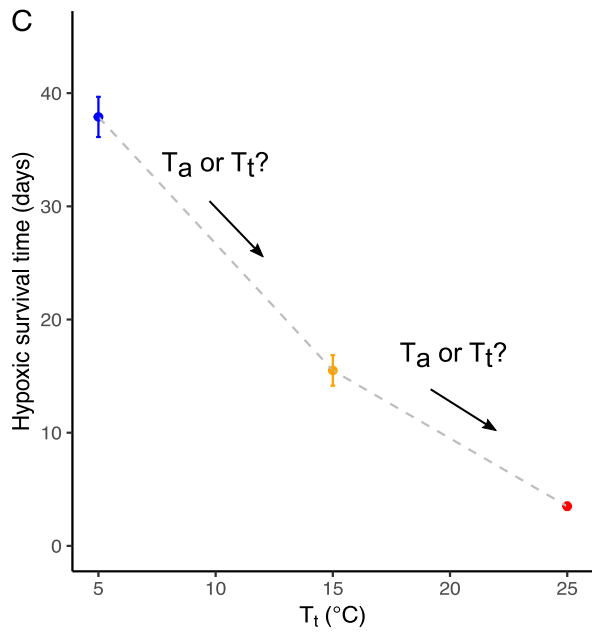 C
Hypoxic survival time (days)
40
30
20
10
0
Tₐ or Tₜ?
Tₐ or Tₜ?
5
10
15
20
25
Tₜ (°C)